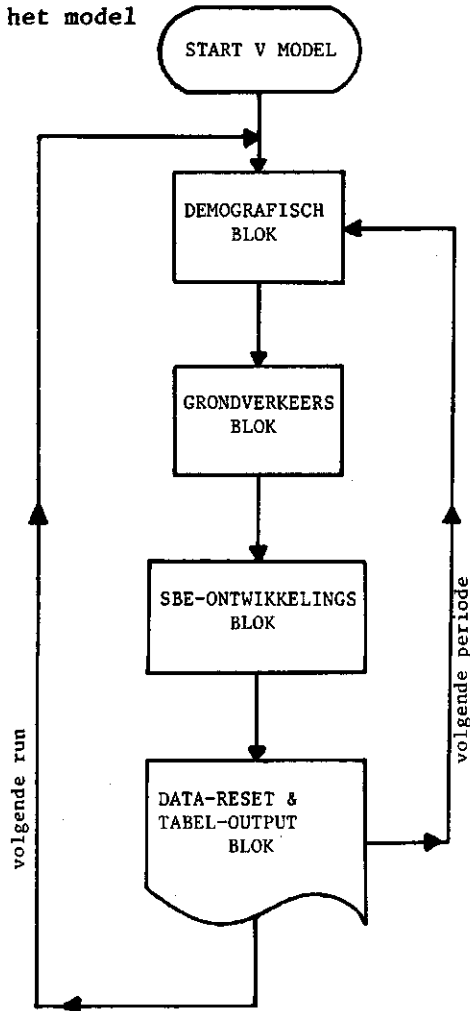 het model
START V MODEL
DEMOGRAFISCH
BLOK
GRONDVERKEERS
BLOK
SBE-ONTWIKKELINGS
BLOK
DATA-RESET &
TABEL-OUTPUT
BLOK
volgende run
volgende periode